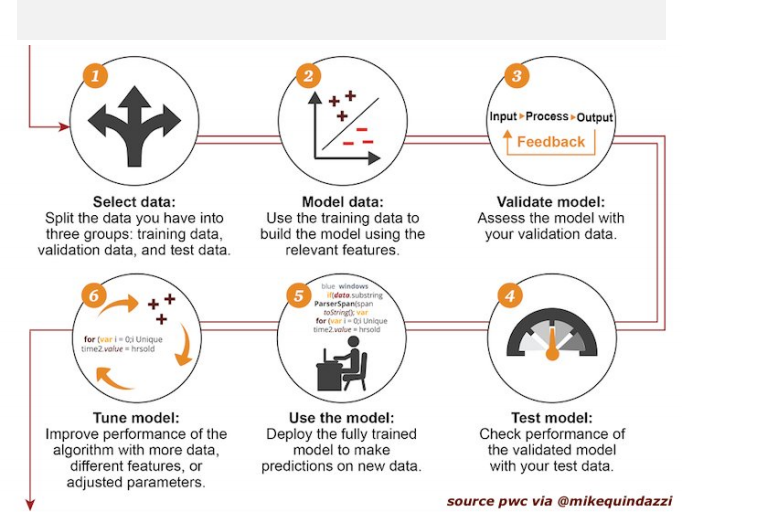 1
Select data:
Split the data you have into
three groups: training data,
validation data, and test data.
2
Model data:
Use the training data to
build the model using the
relevant features.
3
Input Process Output
Feedback
Validate model:
Assess the model with
your validation data.
4
Test model:
Check performance of
the validated model
with your test data.
5
blue windows
if(data.substring
ParserSpan(span
toString(); var
for (var i = 0;i Unique
time2.value = hrsold
Use the model:
Deploy the fully trained
model to make
predictions on new data.
6
for (var i = 0;i Unique
time2.value = hrsold
Tune model:
Improve performance of the
algorithm with more data,
different features, or
adjusted parameters.
source pwc via @mikequindazzi